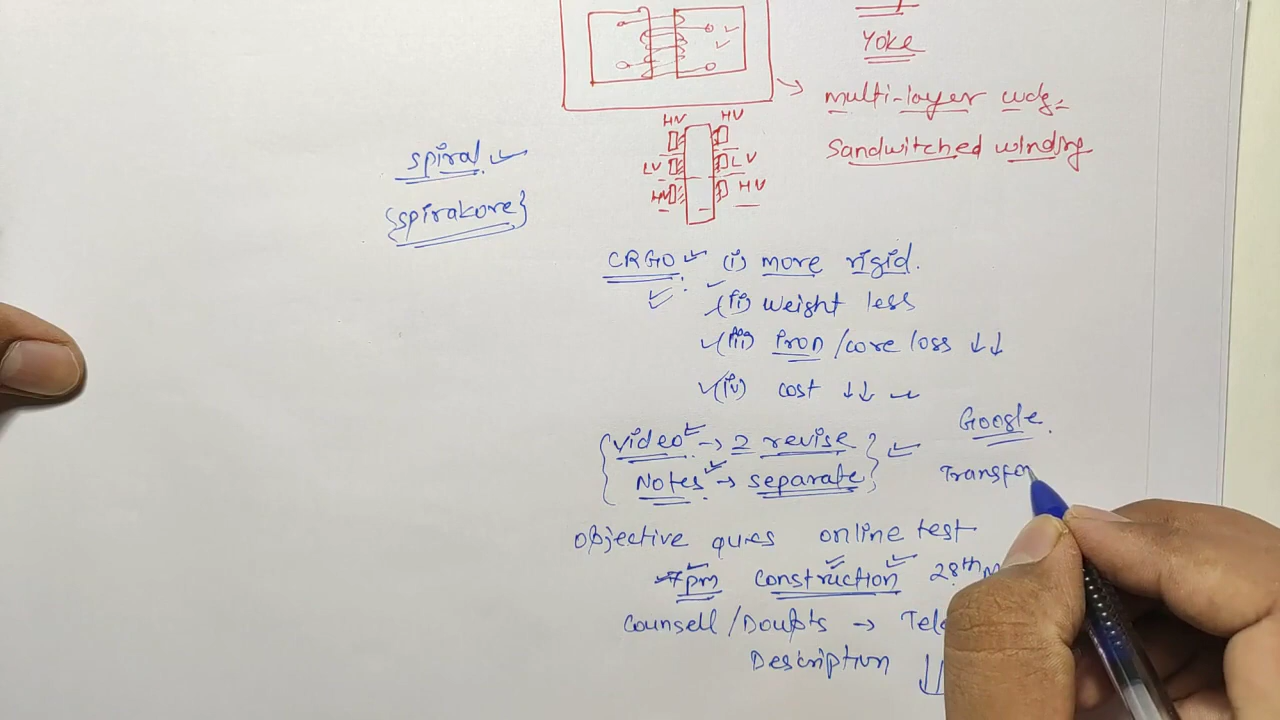 Yoke
multi-layer wdg
Sandwitched winding
HV HV
LV LV
HV HV
spiral
{spirakore}
CRGO (i) more rigid.
(ii) weight less
(iii) Iron/core loss ↓↓
(iv) cost ↓↓
{video → 2 revise
Notes → separate}
Google.
Transfo
Objective ques online test
7pm Construction 28th M
Counsell/Doubts → Tele
Description ↓↓